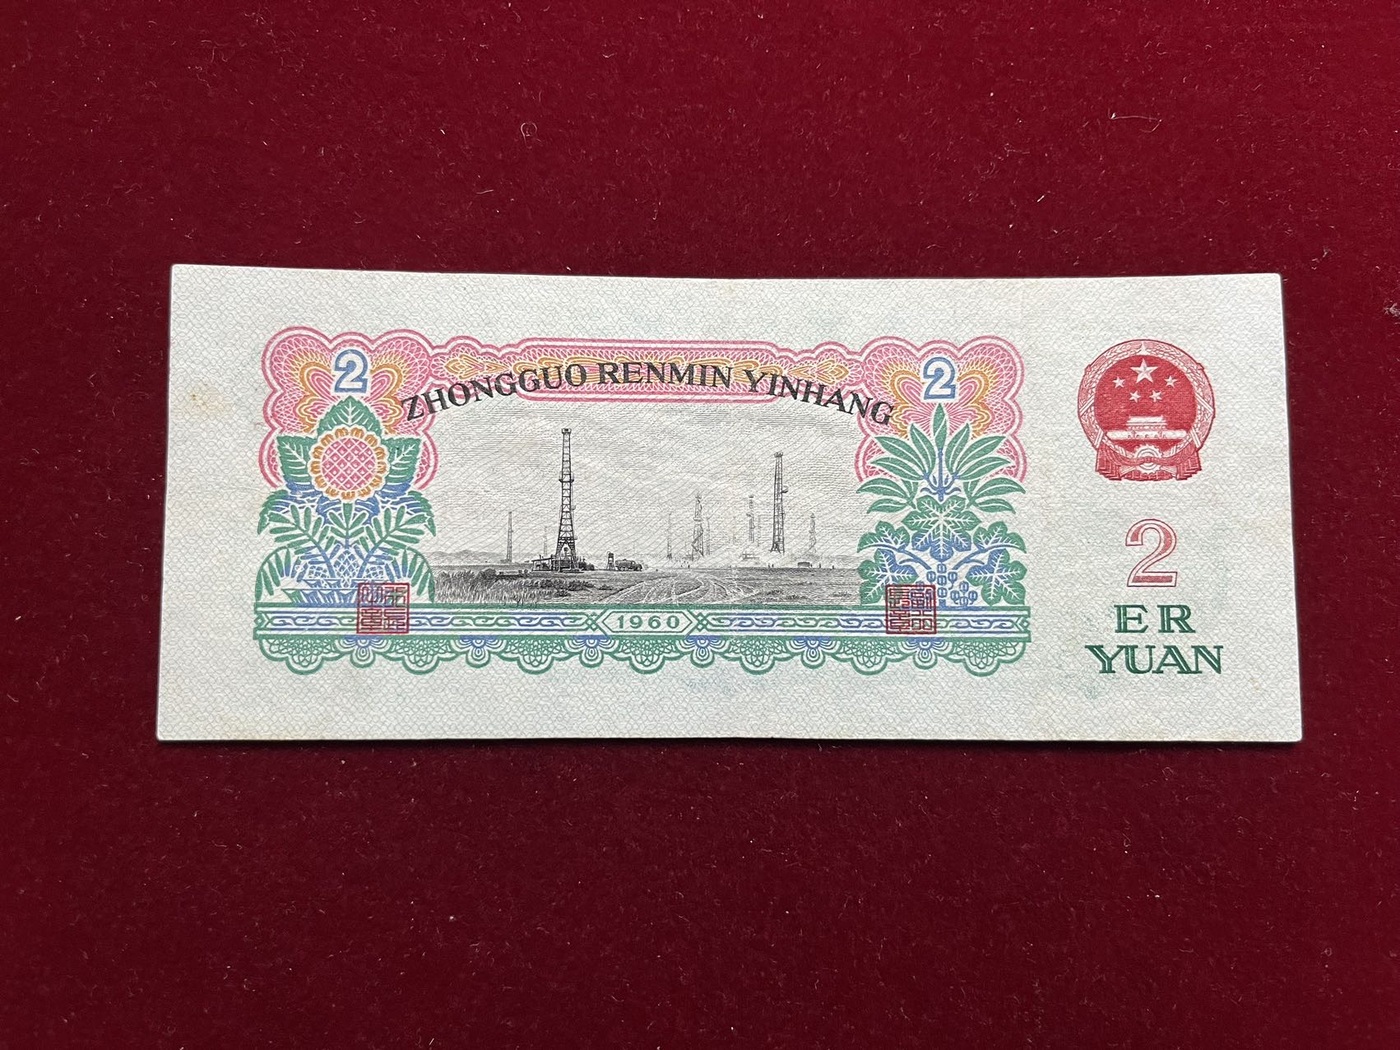 2
ZHONGGUO RENMIN YINHANG
2
1960
2
ER
YUAN